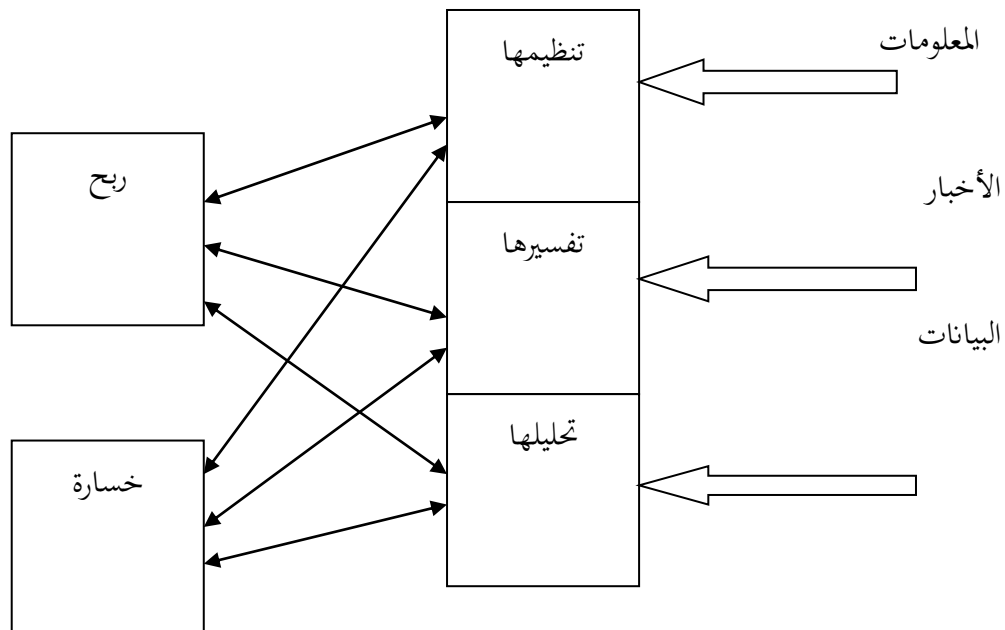 المعلومات
تنظيمها
ربح
الأخبار
تفسيرها
البيانات
تحليلها
خسارة